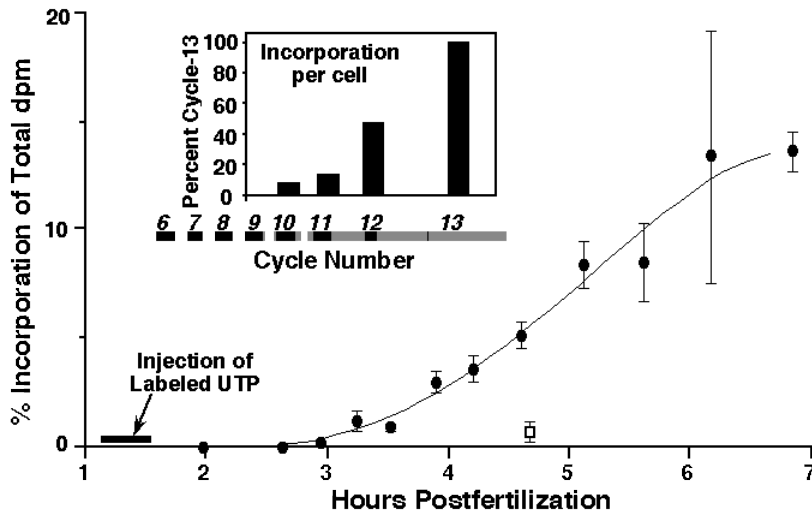 20
10
0
% Incorporation of Total dpm
100
80
60
40
20
0
Percent Cycle-13
Incorporation
per cell
6 7 8 9 10 11 12 13
Cycle Number
Injection of
Labeled UTP
1 2 3 4 5 6 7
Hours Postfertilization